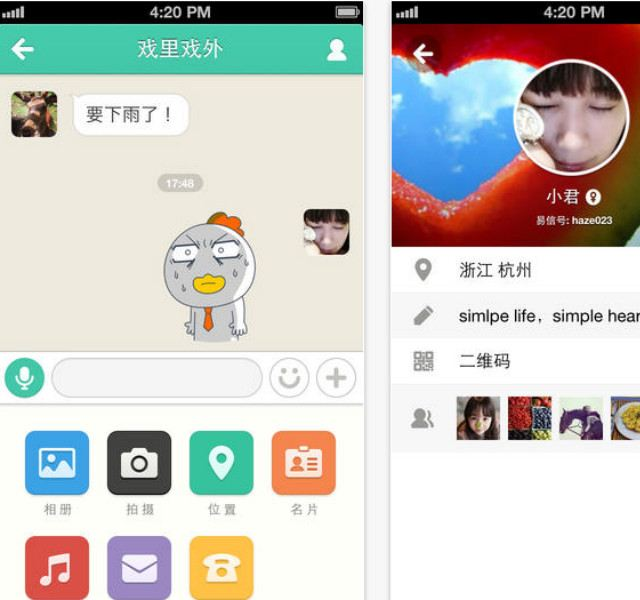 4:20 PM
戏里戏外
要下雨了！
17:48
相册
拍摄
位置
名片
4:20 PM
小君
易信号: haze023
浙江 杭州
simlpe life，simple hear
二维码